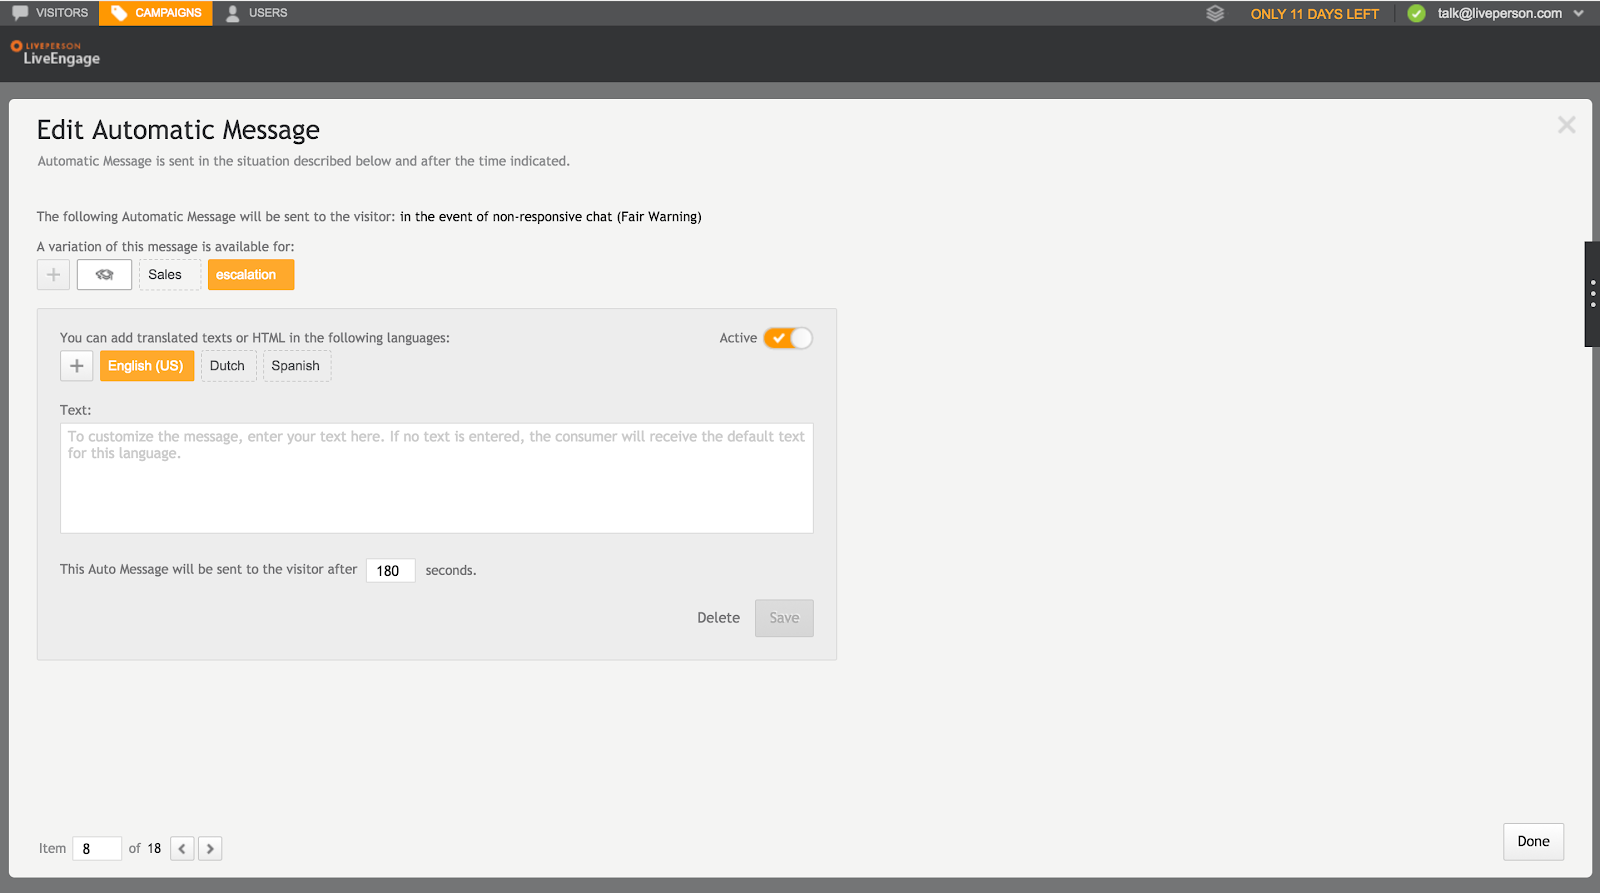 VISITORS CAMPAIGNS USERS ONLY 11 DAYS LEFT talk@liveperson.com
LIVEPERSON
LiveEngage
Edit Automatic Message
Automatic Message is sent in the situation described below and after the time indicated.
The following Automatic Message will be sent to the visitor: in the event of non-responsive chat (Fair Warning)
A variation of this message is available for:
+ Sales escalation
You can add translated texts or HTML in the following languages: Active
+ English (US) Dutch Spanish
Text:
To customize the message, enter your text here. If no text is entered, the consumer will receive the default text
for this language.
This Auto Message will be sent to the visitor after 180 seconds.
Delete Save
Item 8 of 18 < >
Done